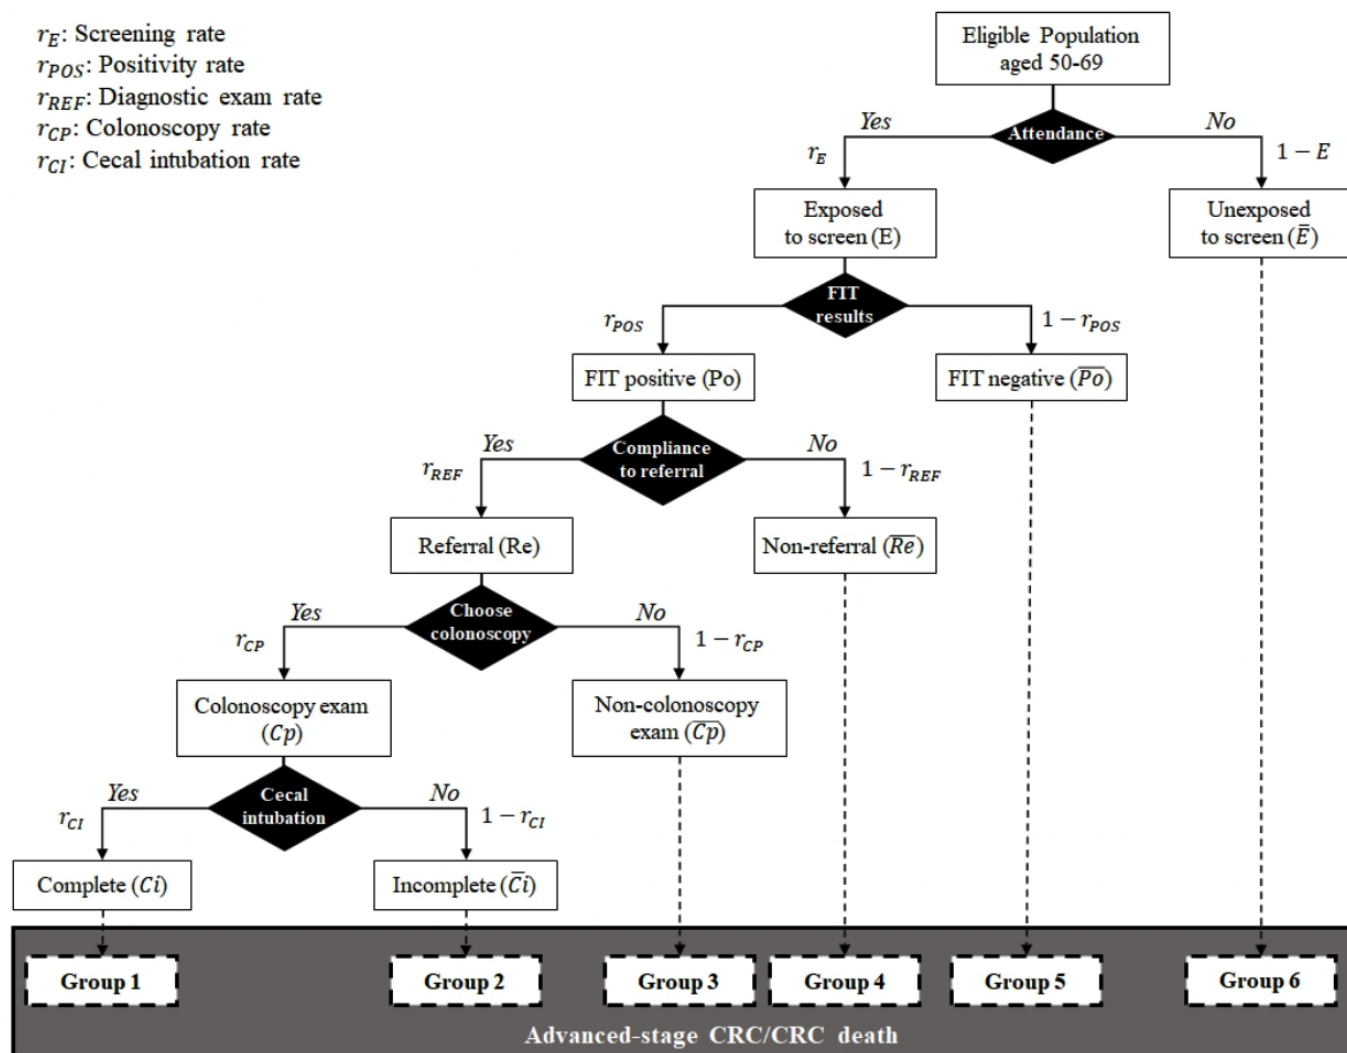 r_E: Screening rate
r_POS: Positivity rate
r_REF: Diagnostic exam rate
r_CP: Colonoscopy rate
r_CI: Cecal intubation rate
Eligible Population
aged 50-69
Attendance
Yes
No
r_E
1 − E
Exposed
to screen (E)
Unexposed
to screen (E̅)
FIT
results
r_POS
1 − r_POS
FIT positive (Po)
FIT negative (P̅o̅)
Compliance
to referral
Yes
No
r_REF
1 − r_REF
Referral (Re)
Non-referral (R̅e̅)
Choose
colonoscopy
Yes
No
r_CP
1 − r_CP
Colonoscopy exam
(Cp)
Non-colonoscopy
exam (C̅p̅)
Cecal
intubation
Yes
No
r_CI
1 − r_CI
Complete (Ci)
Incomplete (C̅i)
Group 1
Group 2
Group 3
Group 4
Group 5
Group 6
Advanced-stage CRC/CRC death